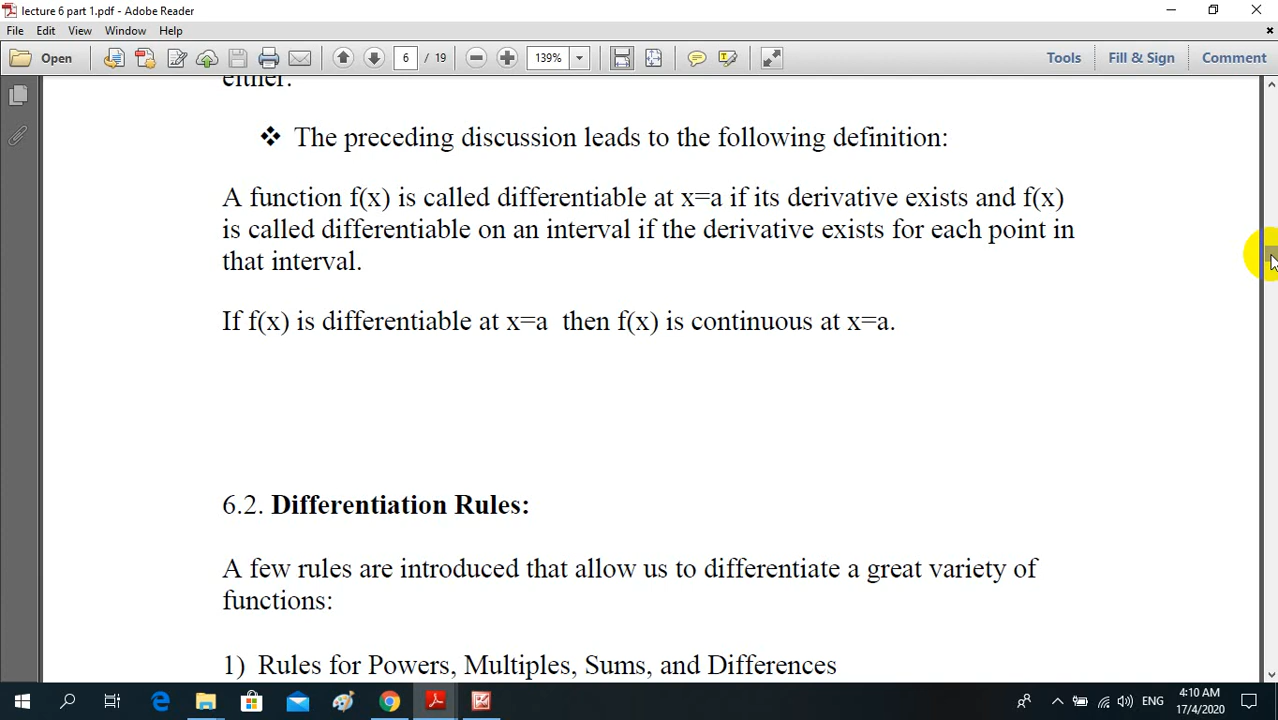 lecture 6 part 1.pdf - Adobe Reader
File Edit View Window Help
Open 6 / 19 139% Tools Fill & Sign Comment
either.
❖ The preceding discussion leads to the following definition:
A function f(x) is called differentiable at x=a if its derivative exists and f(x)
is called differentiable on an interval if the derivative exists for each point in
that interval.
If f(x) is differentiable at x=a then f(x) is continuous at x=a.
6.2. Differentiation Rules:
A few rules are introduced that allow us to differentiate a great variety of
functions:
1) Rules for Powers, Multiples, Sums, and Differences
ENG
4:10 AM
17/4/2020